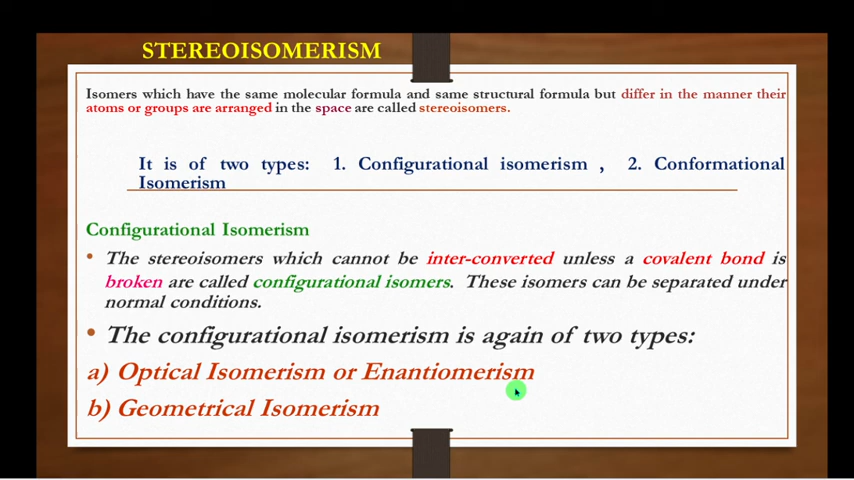 STEREOISOMERISM
Isomers which have the same molecular formula and same structural formula but differ in the manner their
atoms or groups are arranged in the space are called stereoisomers.
It is of two types: 1. Configurational isomerism , 2. Conformational
Isomerism
Configurational Isomerism
• The stereoisomers which cannot be inter-converted unless a covalent bond is
broken are called configurational isomers. These isomers can be separated under
normal conditions.
• The configurational isomerism is again of two types:
a) Optical Isomerism or Enantiomerism
b) Geometrical Isomerism